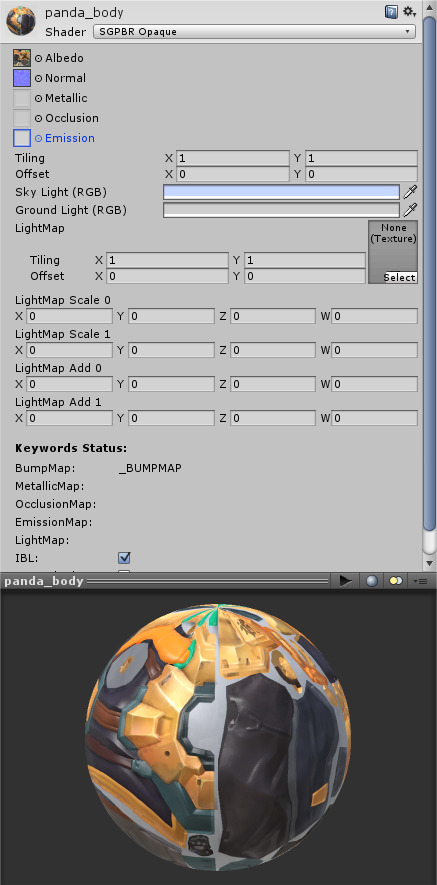 panda_body
Shader SGPBR Opaque
Albedo
Normal
Metallic
Occlusion
Emission
Tiling X 1 Y 1
Offset X 0 Y 0
Sky Light (RGB)
Ground Light (RGB)
LightMap
None
(Texture)
Tiling X 1 Y 1
Offset X 0 Y 0
Select
LightMap Scale 0
X 0 Y 0 Z 0 W 0
LightMap Scale 1
X 0 Y 0 Z 0 W 0
LightMap Add 0
X 0 Y 0 Z 0 W 0
LightMap Add 1
X 0 Y 0 Z 0 W 0
Keywords Status:
BumpMap: _BUMPMAP
MetallicMap:
OcclusionMap:
EmissionMap:
LightMap:
IBL:
panda_body